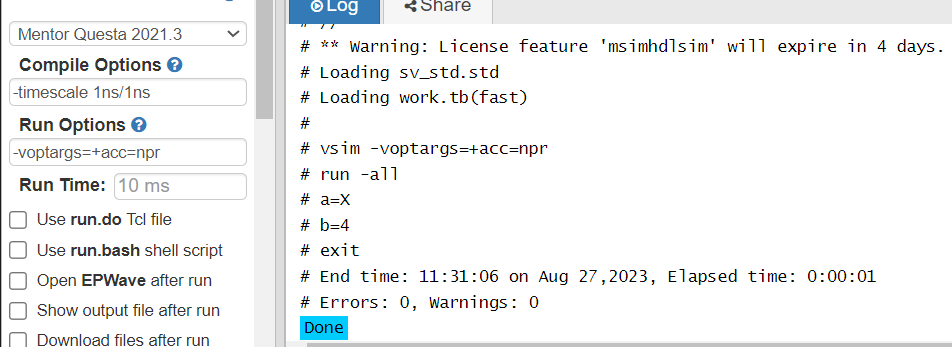 Mentor Questa 2021.3
Compile Options
-timescale 1ns/1ns
Run Options
-voptargs=+acc=npr
Run Time: 10 ms
Use run.do Tcl file
Use run.bash shell script
Open EPWave after run
Show output file after run
Download files after run
Log Share
# //
# ** Warning: License feature 'msimhdlsim' will expire in 4 days.
# Loading sv_std.std
# Loading work.tb(fast)
#
# vsim -voptargs=+acc=npr
# run -all
# a=X
# b=4
# exit
# End time: 11:31:06 on Aug 27,2023, Elapsed time: 0:00:01
# Errors: 0, Warnings: 0
Done